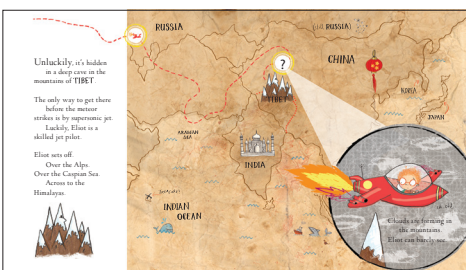 Unluckily, it's hidden
in a deep cave in the
mountains of TIBET.
The only way to get there
before the meteor
strikes is by supersonic jet.
Luckily, Eliot is a
skilled jet pilot.
Eliot sets off.
Over the Alps.
Over the Caspian Sea.
Across to the
Himalayas.
RUSSIA
(RUSSIA)
CHINA
?
TIBET
KOREA
JAPAN
ARABIAN
SEA
INDIA
INDIAN
OCEAN
Clouds are forming in
the mountains.
Eliot can barely see.